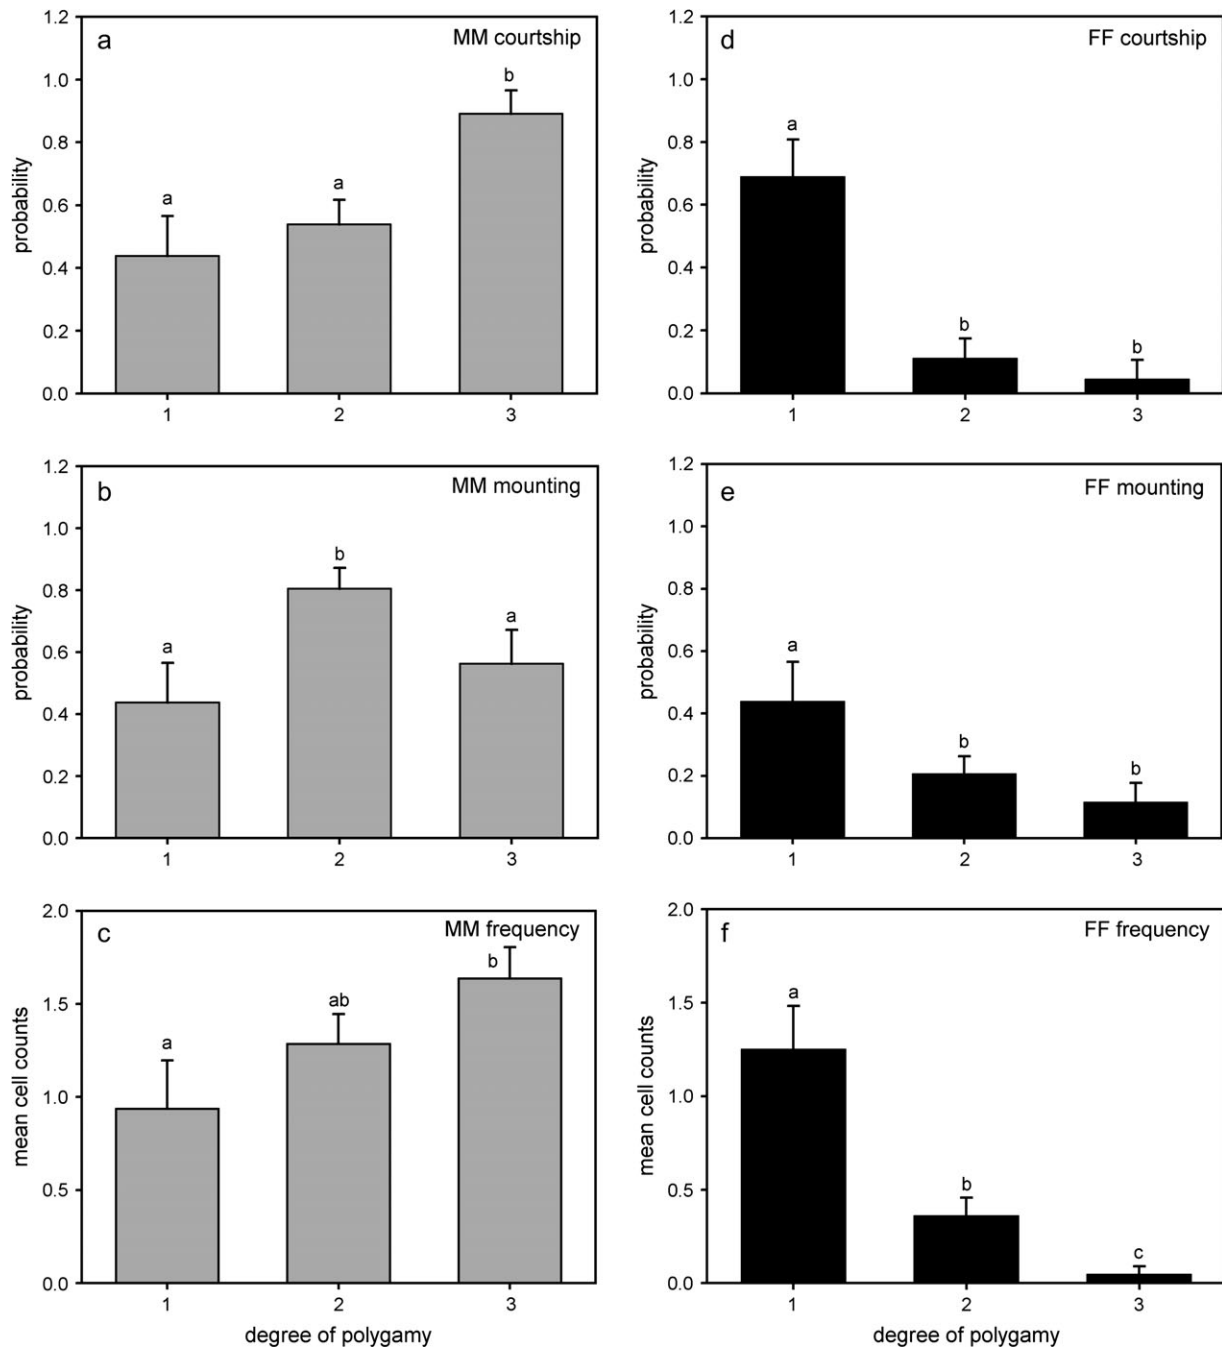 a
MM courtship
probability
1.2
1.0
0.8
0.6
0.4
0.2
0.0
a
a
b
1
2
3
d
FF courtship
probability
1.2
1.0
0.8
0.6
0.4
0.2
0.0
a
b
b
1
2
3
b
MM mounting
probability
1.2
1.0
0.8
0.6
0.4
0.2
0.0
a
b
a
1
2
3
e
FF mounting
probability
1.2
1.0
0.8
0.6
0.4
0.2
0.0
a
b
b
1
2
3
c
MM frequency
mean cell counts
2.0
1.5
1.0
0.5
0.0
a
ab
b
1
2
3
degree of polygamy
f
FF frequency
mean cell counts
2.0
1.5
1.0
0.5
0.0
a
b
c
1
2
3
degree of polygamy